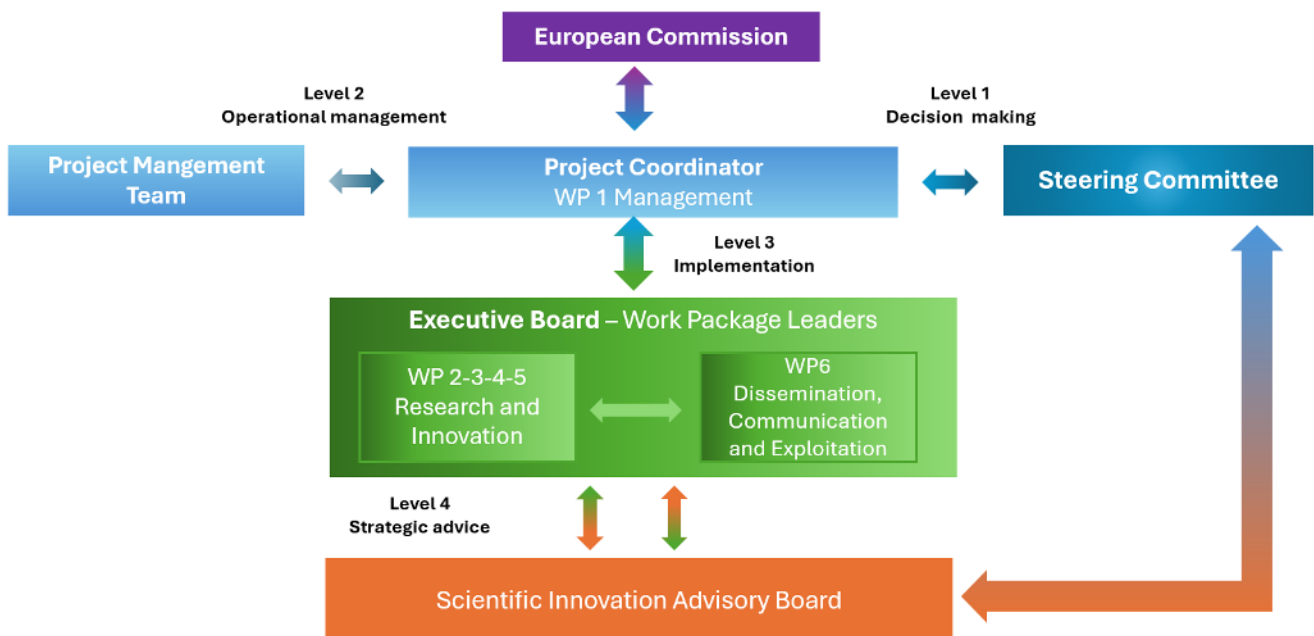 European Commission
Level 2
Operational management
Level 1
Decision making
Project Mangement
Team
Project Coordinator
WP 1 Management
Steering Committee
Level 3
Implementation
Executive Board – Work Package Leaders
WP 2-3-4-5
Research and
Innovation
WP6
Dissemination,
Communication
and Exploitation
Level 4
Strategic advice
Scientific Innovation Advisory Board